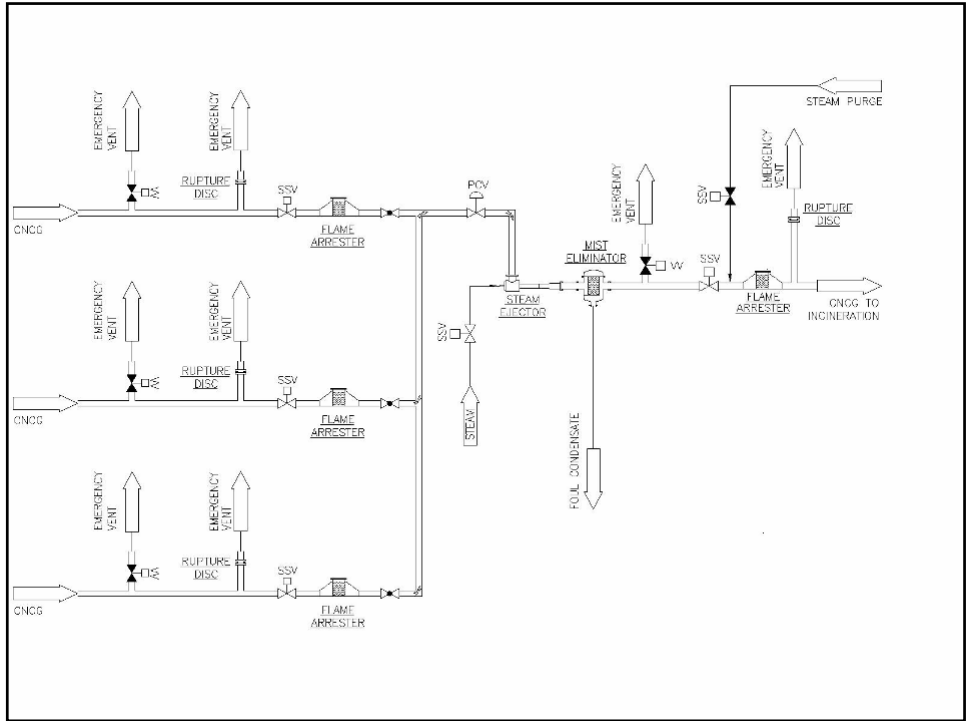 STEAM PURGE
EMERGENCY
VENT
EMERGENCY
VENT
RUPTURE
DISC
SSV
CNCG
FLAME
ARRESTER
PCV
EMERGENCY
VENT
SSV
EMERGENCY
VENT
RUPTURE
DISC
MIST
ELIMINATOR
VV
SSV
STEAM
EJECTOR
FLAME
ARRESTER
CNCG TO
INCINERATION
SSV
STEAM
FOUL CONDENSATE
EMERGENCY
VENT
EMERGENCY
VENT
RUPTURE
DISC
SSV
CNCG
FLAME
ARRESTER
EMERGENCY
VENT
EMERGENCY
VENT
RUPTURE
DISC
SSV
CNCG
FLAME
ARRESTER